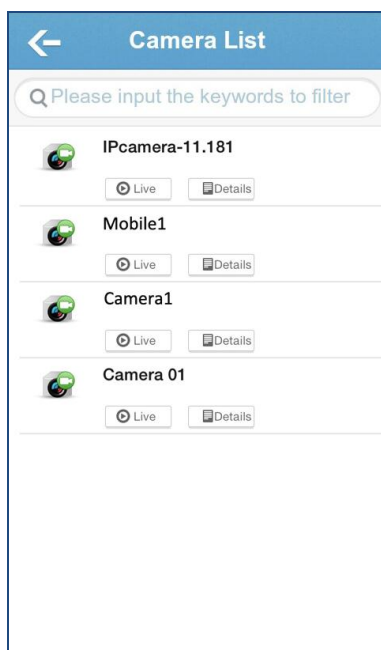 Camera List
Please input the keywords to filter
IPcamera-11.181
Live Details
Mobile1
Live Details
Camera1
Live Details
Camera 01
Live Details